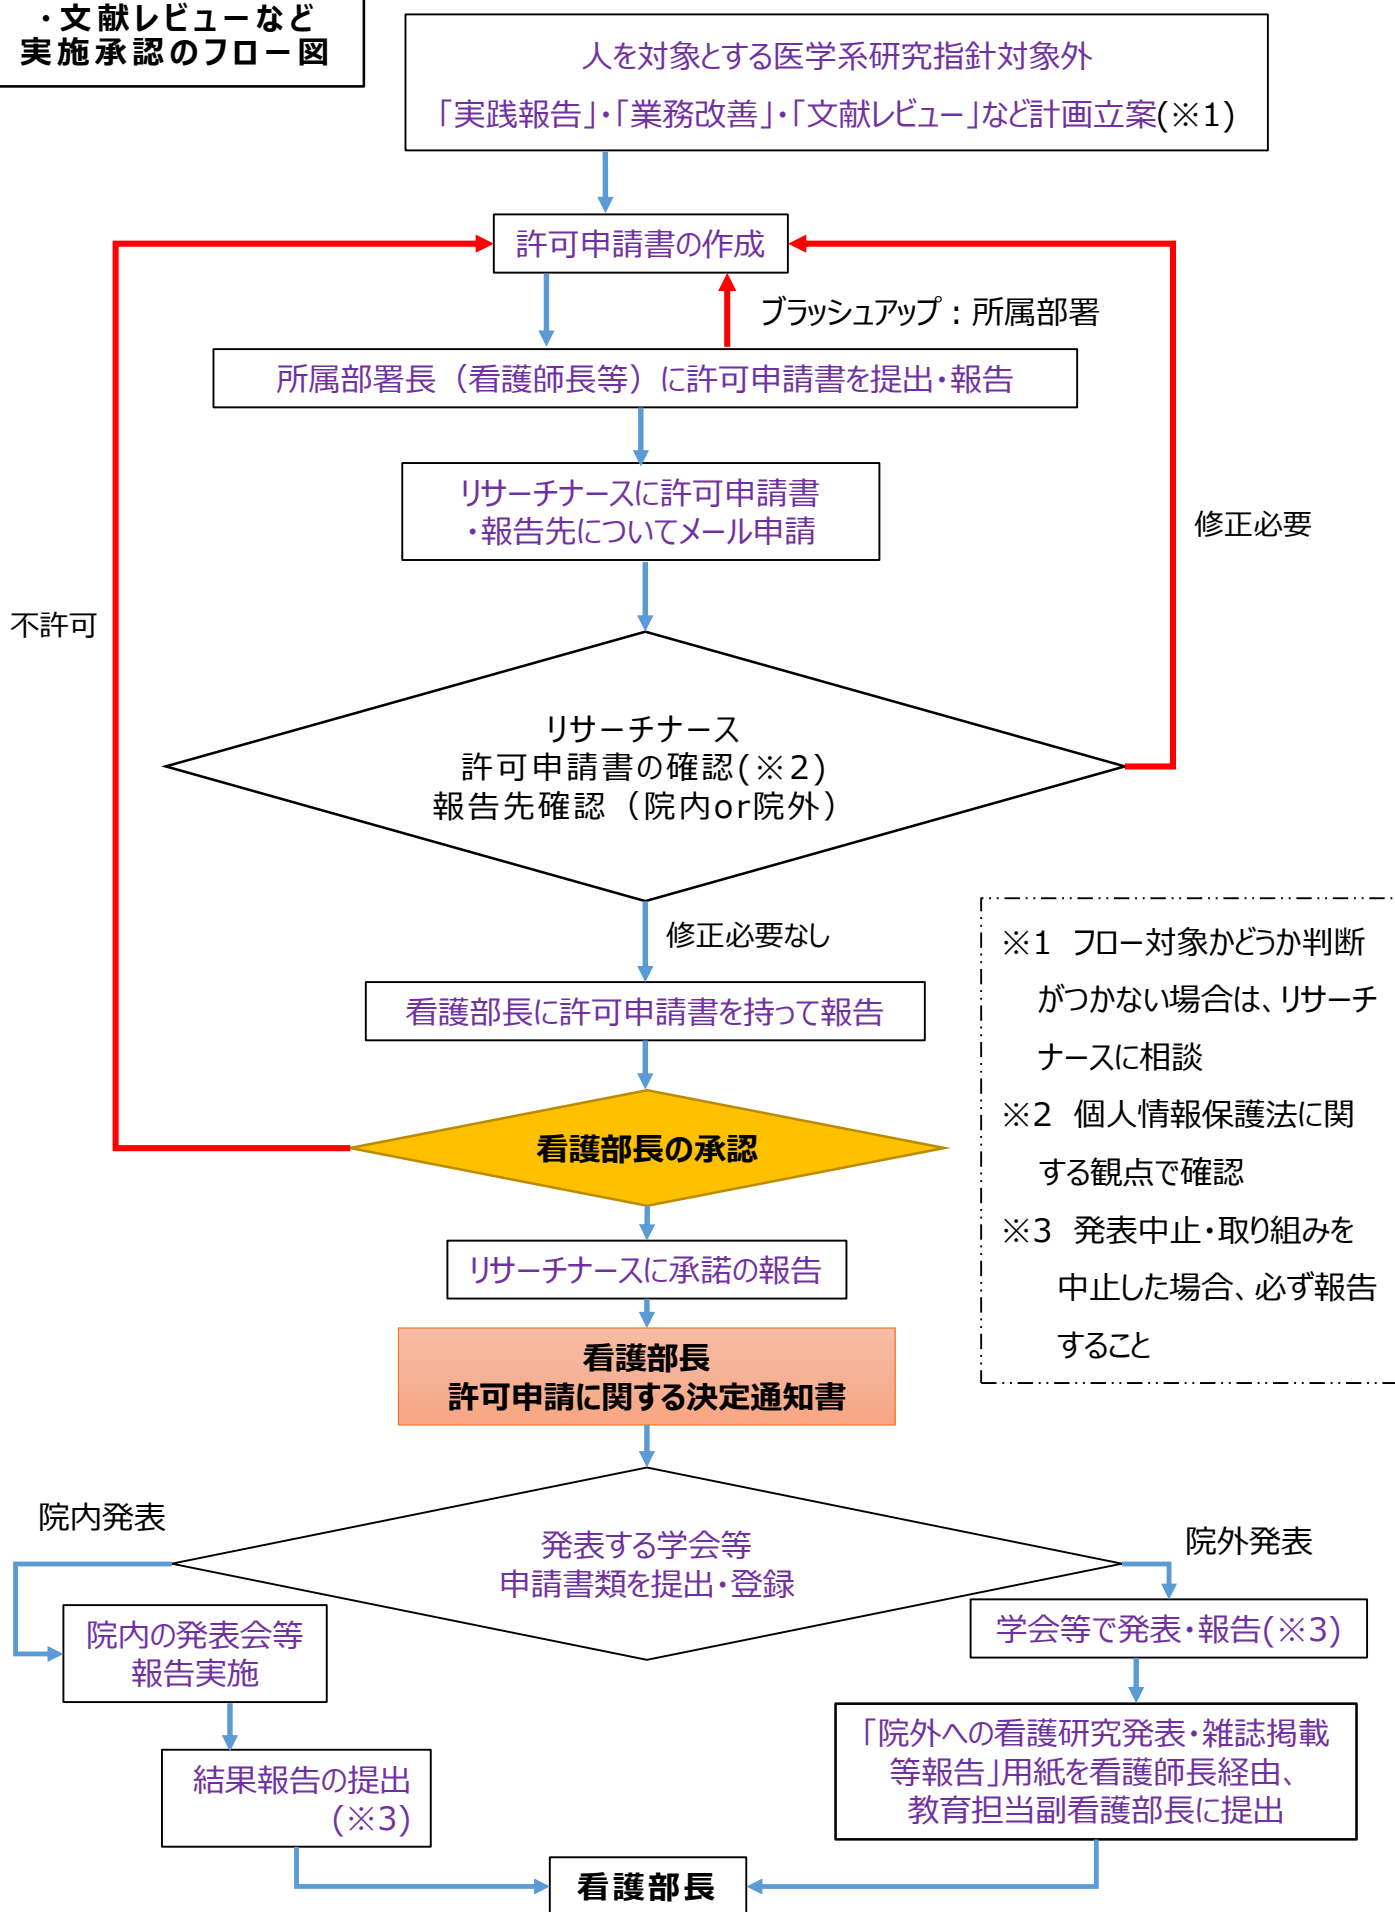 ・文献レビューなど
実施承認のフロー図
人を対象とする医学系研究指針対象外
「実践報告」・「業務改善」・「文献レビュー」など計画立案(※1)
許可申請書の作成
ブラッシュアップ：所属部署
所属部署長（看護師長等）に許可申請書を提出・報告
リサーチナースに許可申請書
・報告先についてメール申請
修正必要
不許可
リサーチナース
許可申請書の確認(※2)
報告先確認（院内or院外）
修正必要なし
看護部長に許可申請書を持って報告
看護部長の承認
リサーチナースに承諾の報告
看護部長
許可申請に関する決定通知書
※1　フロー対象かどうか判断
がつかない場合は、リサーチ
ナースに相談
※2　個人情報保護法に関
する観点で確認
※3　発表中止・取り組みを
中止した場合、必ず報告
すること
発表する学会等
申請書類を提出・登録
院内発表
院内の発表会等
報告実施
結果報告の提出
(※3)
院外発表
学会等で発表・報告(※3)
「院外への看護研究発表・雑誌掲載
等報告」用紙を看護師長経由、
教育担当副看護部長に提出
看護部長